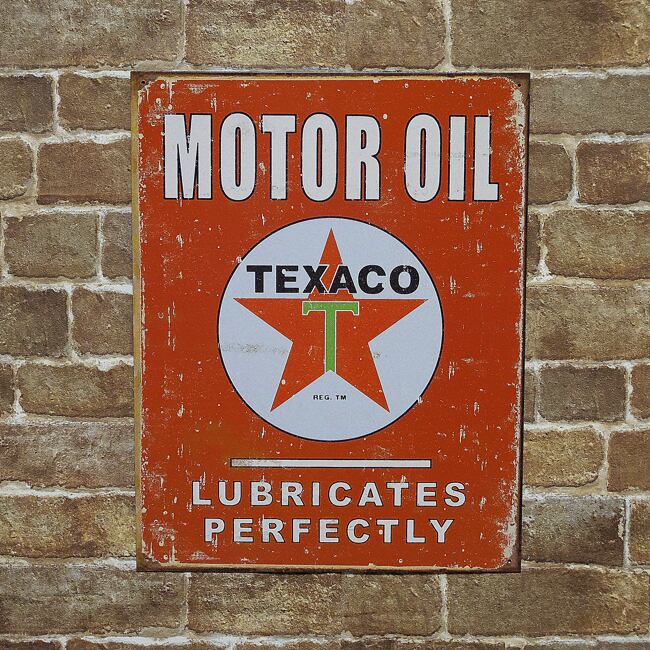 MOTOR OIL
TEXACO
T
REG. TM
LUBRICATES
PERFECTLY